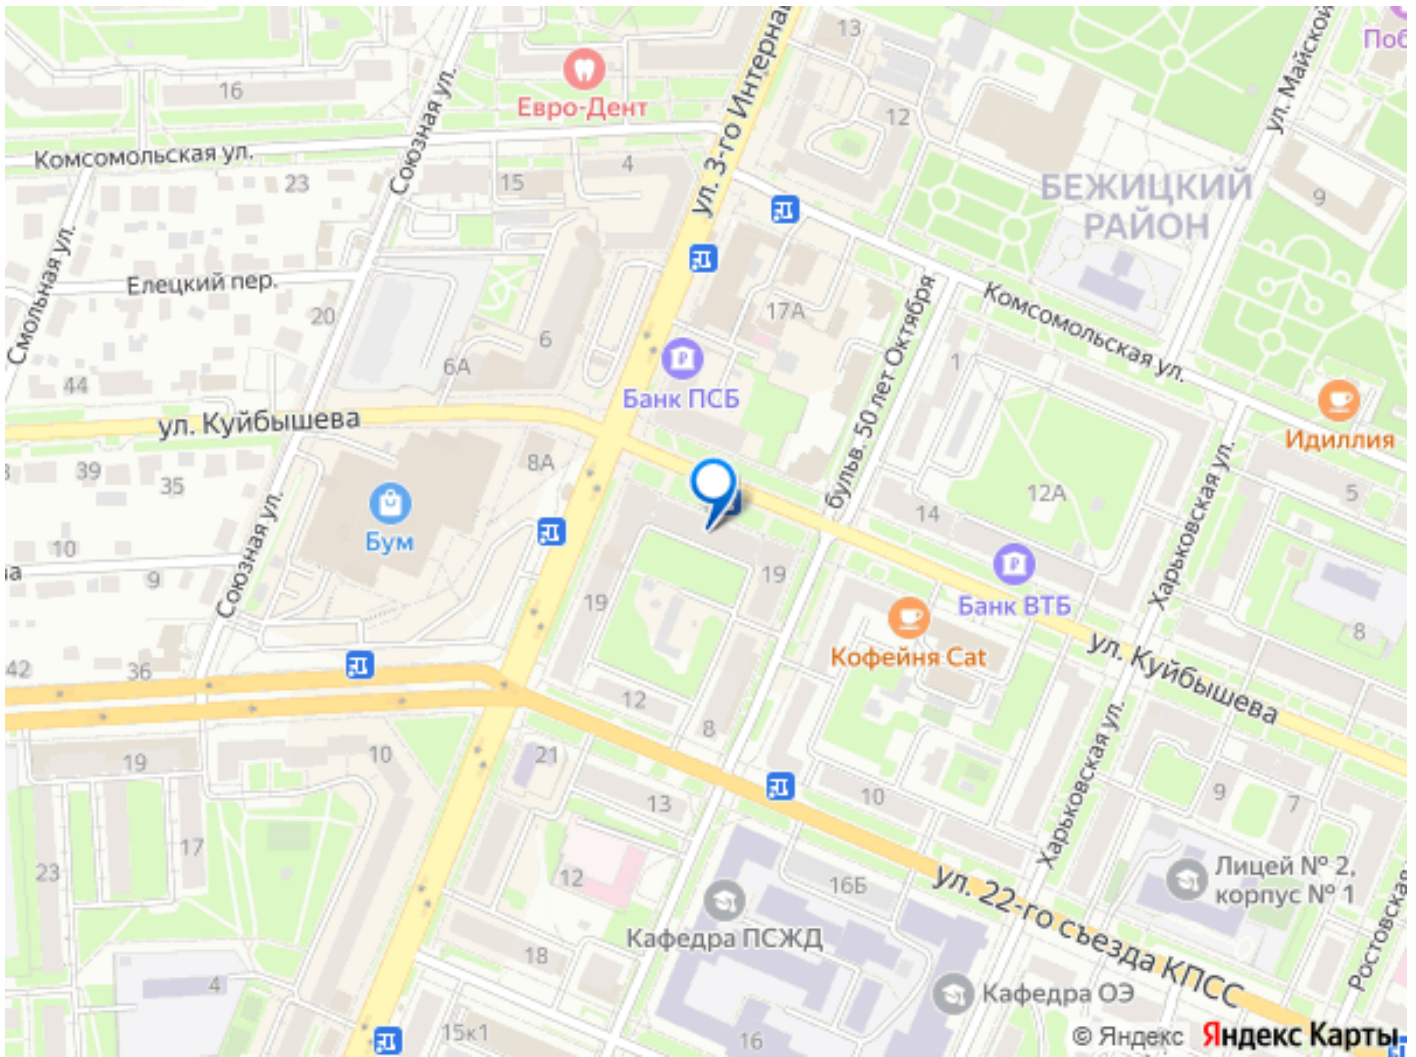 13
Поб
16
Евро-Дент
ул. 3-го Интернац
ул. Майской
Союзная ул.
12
Комсомольская ул.
4
23
15
БЕЖИЦКИЙ
РАЙОН
9
Смольная ул.
Елецкий пер.
20
17А
Комсомольская ул.
6
6А
1
44
Банк ПСБ
бульв. 50 лет Октября
ул. Куйбышева
Идиллия
8А
39
35
12А
5
14
Харьковская ул.
Бум
10
9
Союзная ул.
19
19
Банк ВТБ
8
Кофейня Cat
ул. Куйбышева
42
36
12
8
19
10
21
13
10
Харьковская ул.
9
7
17
23
12
16Б
Лицей № 2,
корпус № 1
ул. 22-го съезда КПСС
Кафедра ПСЖД
18
Ростовская
4
Кафедра ОЭ
15к1
16
© Яндекс Яндекс Карты